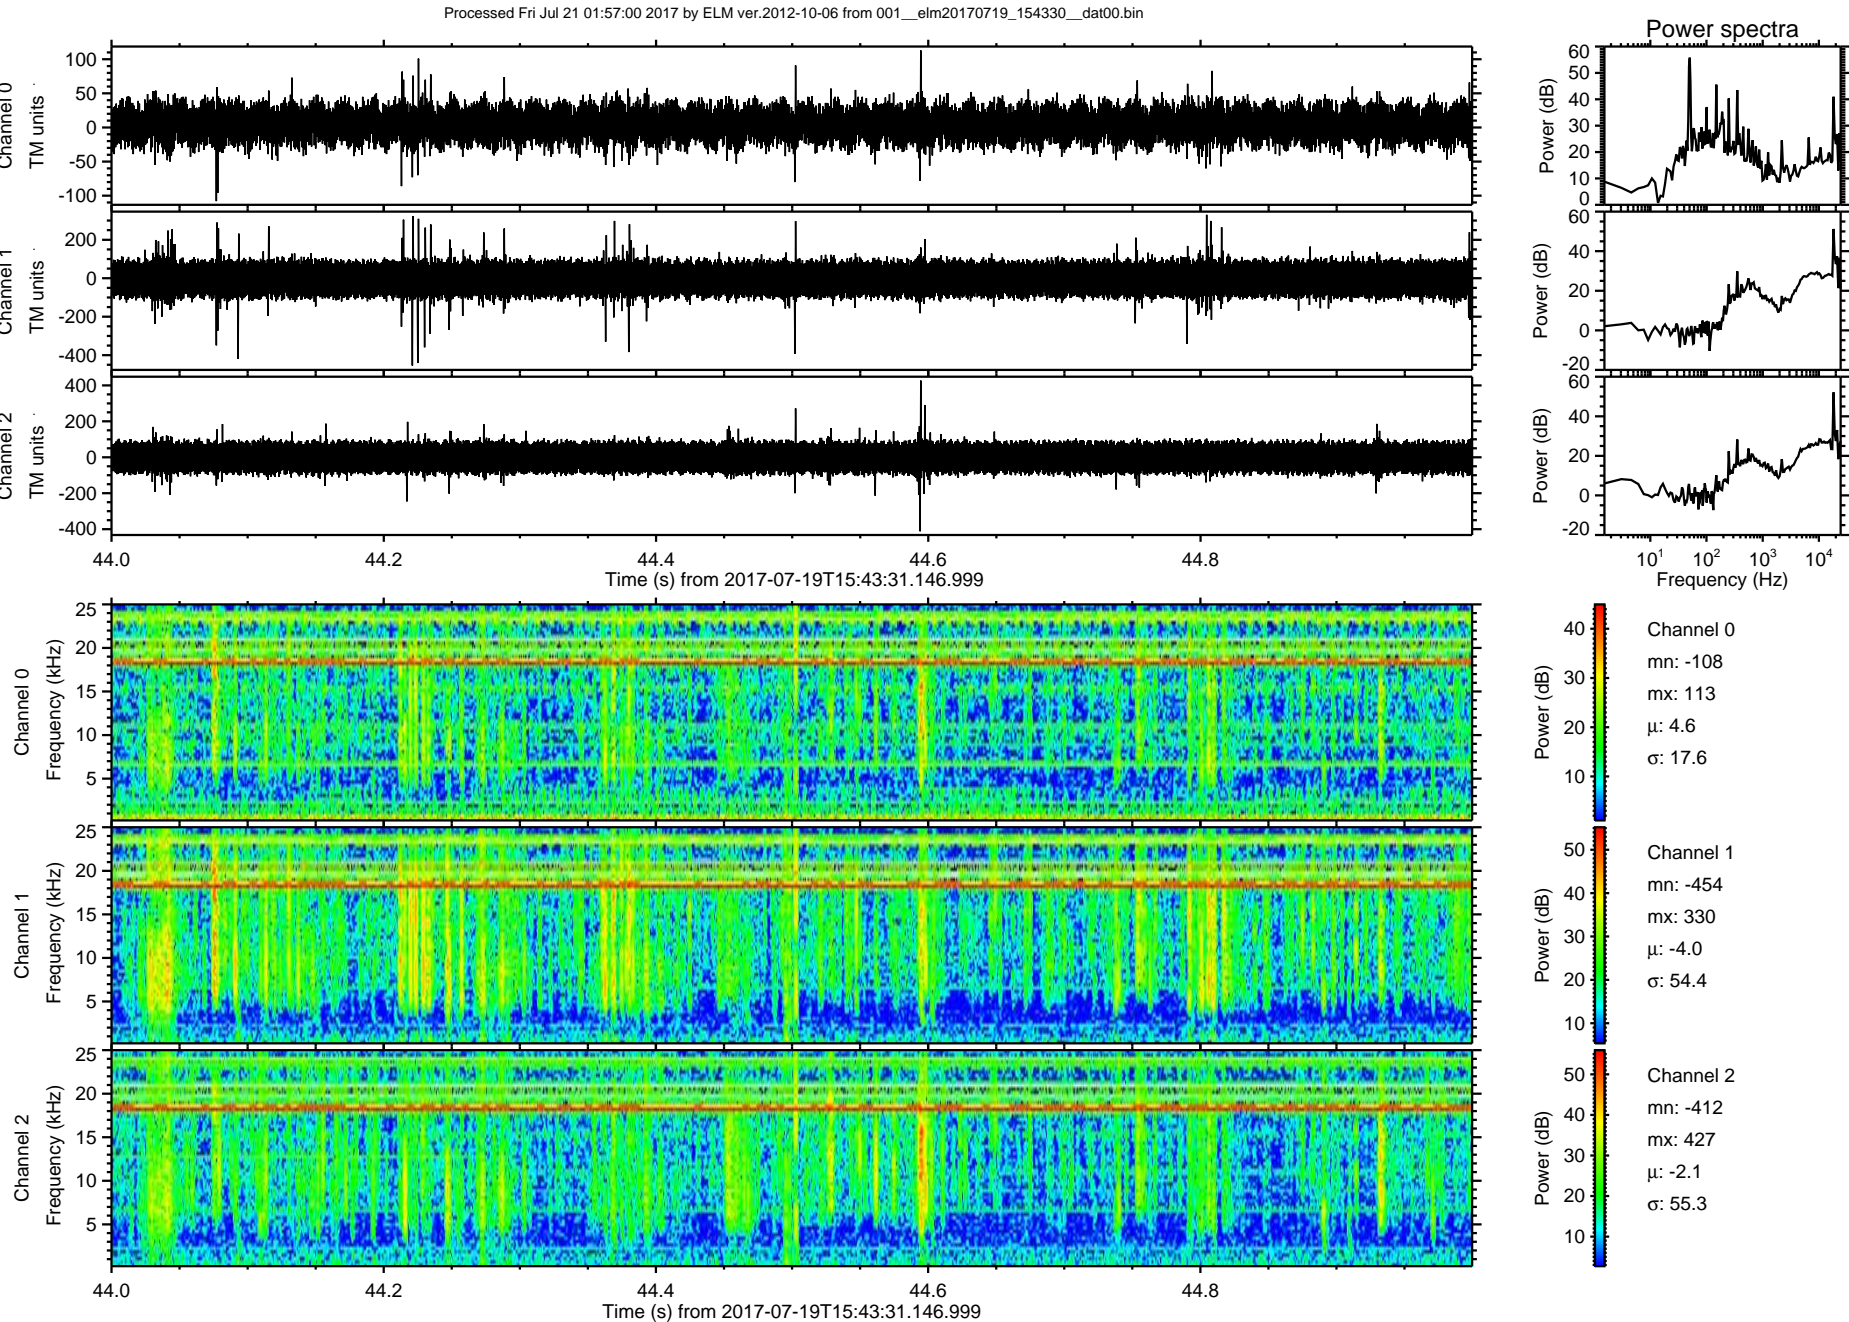 Processed Fri Jul 21 01:57:00 2017 by ELM ver.2012-10-06 from 001__elm20170719_154330__dat00.bin
Power spectra
Channel 0
TM units
100
50
0
-50
-100
Power (dB)
60
50
40
30
20
10
0
Channel 1
TM units
200
0
-200
-400
Power (dB)
60
40
20
0
-20
Channel 2
TM units
400
200
0
-200
-400
Power (dB)
60
40
20
0
-20
44.0 44.2 44.4 44.6 44.8
Time (s) from 2017-07-19T15:43:31.146.999
10^1 10^2 10^3 10^4
Frequency (Hz)
Channel 0
Frequency (kHz)
25
20
15
10
5
Power (dB)
40
30
20
10
Channel 0
mn: -108
mx: 113
μ: 4.6
σ: 17.6
Channel 1
Frequency (kHz)
25
20
15
10
5
Power (dB)
50
40
30
20
10
Channel 1
mn: -454
mx: 330
μ: -4.0
σ: 54.4
Channel 2
Frequency (kHz)
25
20
15
10
5
Power (dB)
50
40
30
20
10
Channel 2
mn: -412
mx: 427
μ: -2.1
σ: 55.3
44.0 44.2 44.4 44.6 44.8
Time (s) from 2017-07-19T15:43:31.146.999